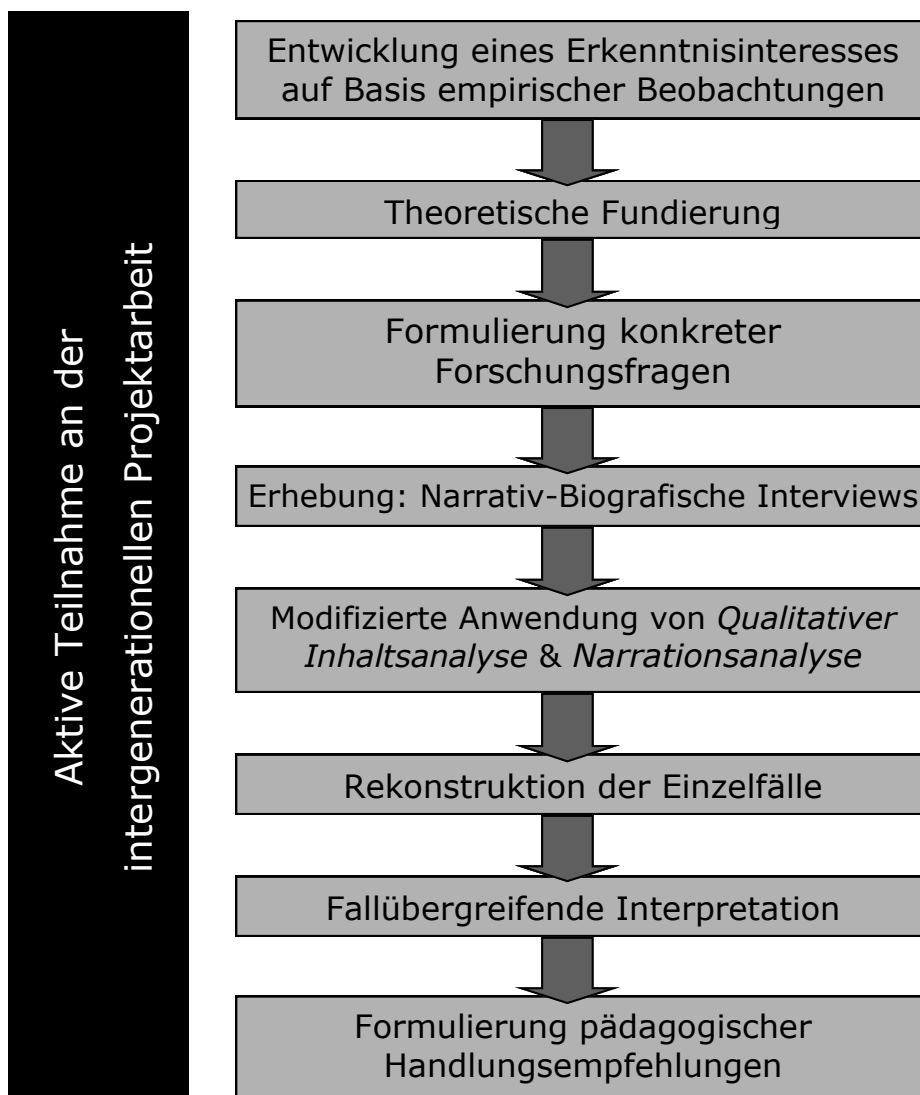 Aktive Teilnahme an der
intergenerationellen Projektarbeit
Entwicklung eines Erkenntnisinteresses
auf Basis empirischer Beobachtungen
Theoretische Fundierung
Formulierung konkreter
Forschungsfragen
Erhebung: Narrativ-Biografische Interviews
Modifizierte Anwendung von Qualitativer
Inhaltsanalyse & Narrationsanalyse
Rekonstruktion der Einzelfälle
Fallübergreifende Interpretation
Formulierung pädagogischer
Handlungsempfehlungen